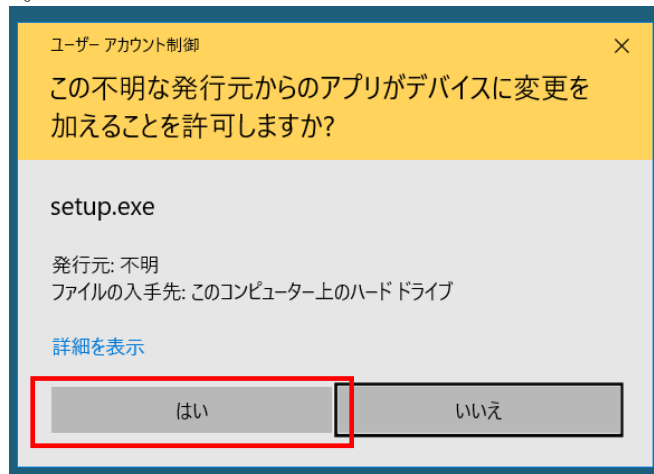 ユーザー アカウント制御
この不明な発行元からのアプリがデバイスに変更を
加えることを許可しますか?
setup.exe
発行元: 不明
ファイルの入手先: このコンピューター上のハード ドライブ
詳細を表示
はい
いいえ